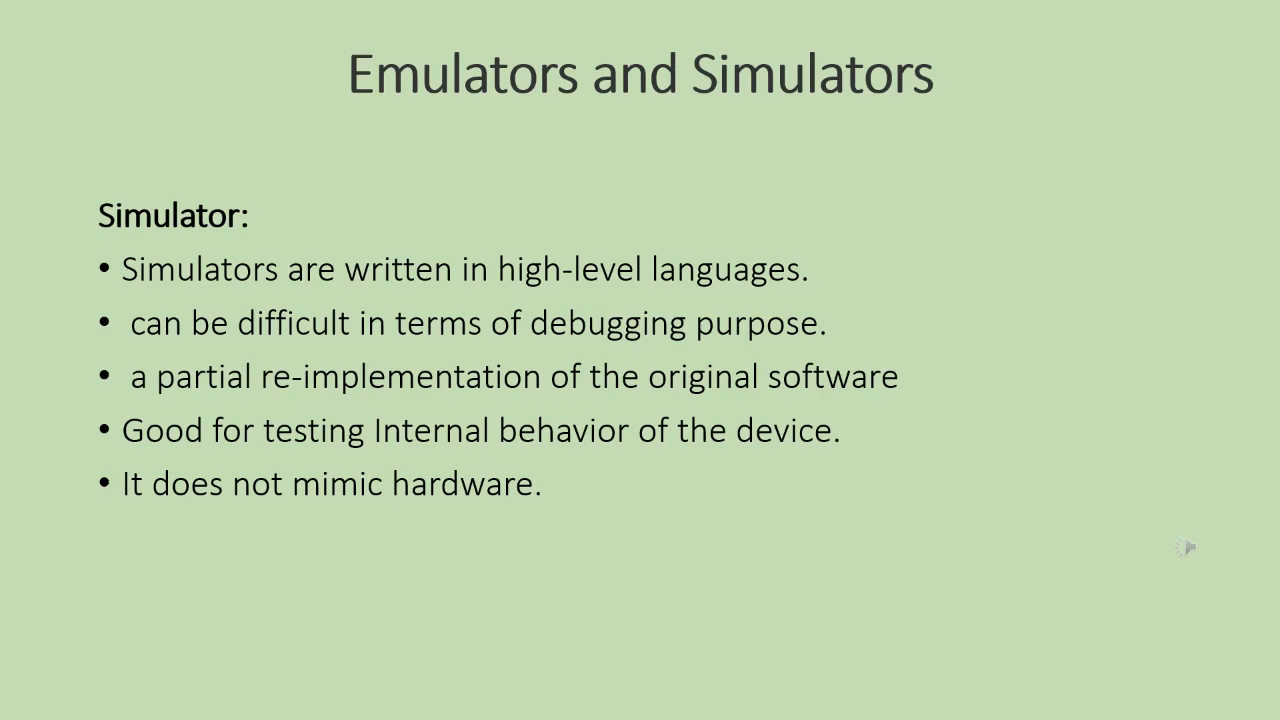 Emulators and Simulators
Simulator:
• Simulators are written in high-level languages.
• can be difficult in terms of debugging purpose.
• a partial re-implementation of the original software
• Good for testing Internal behavior of the device.
• It does not mimic hardware.